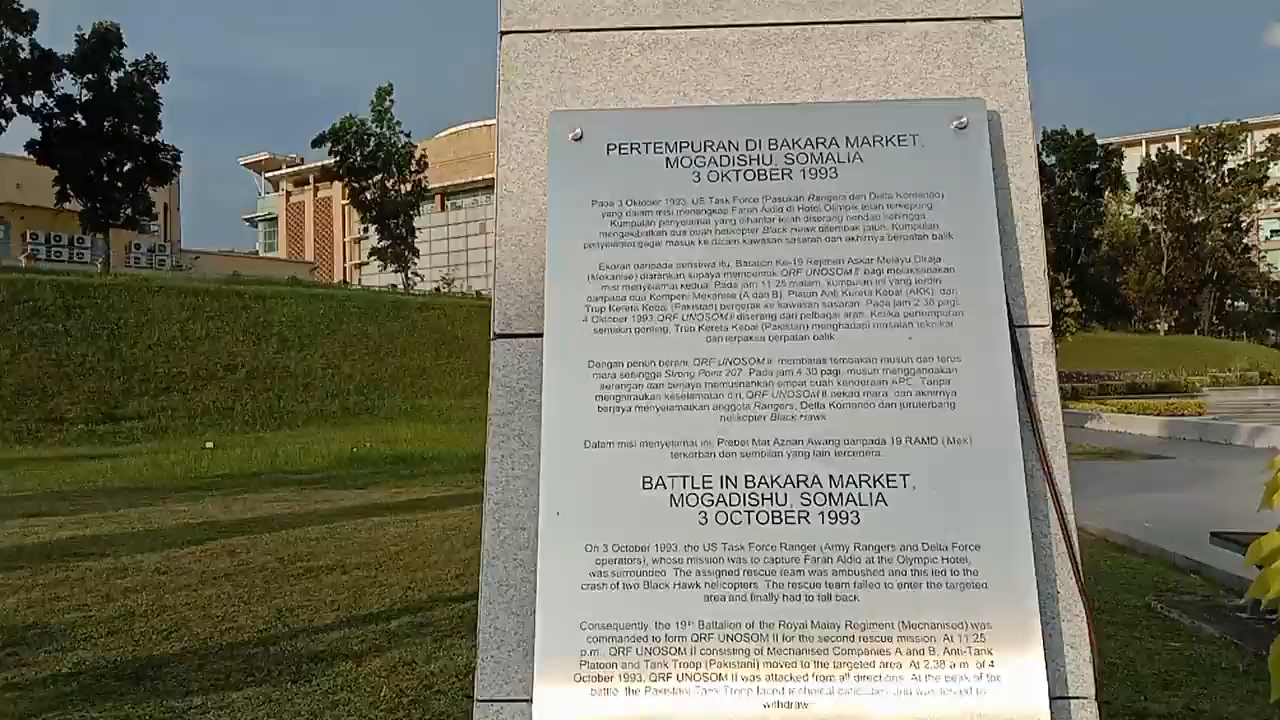 PERTEMPURAN DI BAKARA MARKET,
MOGADISHU, SOMALIA
3 OKTOBER 1993
Pada 3 Oktober 1993, US Task Force (Pasukan Rangers dan Delta Komando)
yang dalam misi menangkap Farah Aidid di Hotel Olimpik telah terkepung.
Kumpulan penyelamat yang dihantar telah diserang hendap sehingga
mengakibatkan dua buah helikopter Black Hawk ditembak jatuh. Kumpulan
penyelamat gagal masuk ke dalam kawasan sasaran dan akhirnya berpatah balik.
Ekoran daripada peristiwa itu, Batalion Ke-19 Rejimen Askar Melayu Diraja
(Mekanise) diarahkan supaya membentuk QRF UNOSOM II bagi melaksanakan
misi menyelamat kedua. Pada jam 11.25 malam, kumpulan ini yang terdiri
daripada dua Kompeni Mekanise (A dan B), Platun Anti Kereta Kebal (AKK) dan
Trup Kereta Kebal (Pakistan) bergerak ke kawasan sasaran. Pada jam 2.38 pagi,
4 Oktober 1993 QRF UNOSOM II diserang dari pelbagai arah. Ketika pertempuran
semakin genting, Trup Kereta Kebal (Pakistan) menghadapi masalah teknikal
dan terpaksa berpatah balik.
Dengan penuh berani, QRF UNOSOM II membalas tembakan musuh dan terus
mara sehingga Strong Point 207. Pada jam 4.30 pagi, musuh menggandakan
serangan dan berjaya memusnahkan empat buah kenderaan APC. Tanpa
menghiraukan keselamatan diri, QRF UNOSOM II nekad mara, dan akhirnya
berjaya menyelamatkan anggota Rangers, Delta Komando dan juruterbang
helikopter Black Hawk.
Dalam misi menyelamat ini, Prebet Mat Aznan Awang daripada 19 RAMD (Mek)
terkorban dan sembilan yang lain tercedera.
BATTLE IN BAKARA MARKET,
MOGADISHU, SOMALIA
3 OCTOBER 1993
On 3 October 1993, the US Task Force Ranger (Army Rangers and Delta Force
operators), whose mission was to capture Farah Aidid at the Olympic Hotel,
was surrounded. The assigned rescue team was ambushed and this led to the
crash of two Black Hawk helicopters. The rescue team failed to enter the targeted
area and finally had to fall back.
Consequently, the 19th Battalion of the Royal Malay Regiment (Mechanised) was
commanded to form QRF UNOSOM II for the second rescue mission. At 11.25
p.m., QRF UNOSOM II consisting of Mechanised Companies A and B, Anti-Tank
Platoon and Tank Troop (Pakistani) moved to the targeted area. At 2.38 a.m. of 4
October 1993, QRF UNOSOM II was attacked from all directions. At the peak of the
battle, the Pakistani Tank Troop faced technical and was forced to
withdraw.